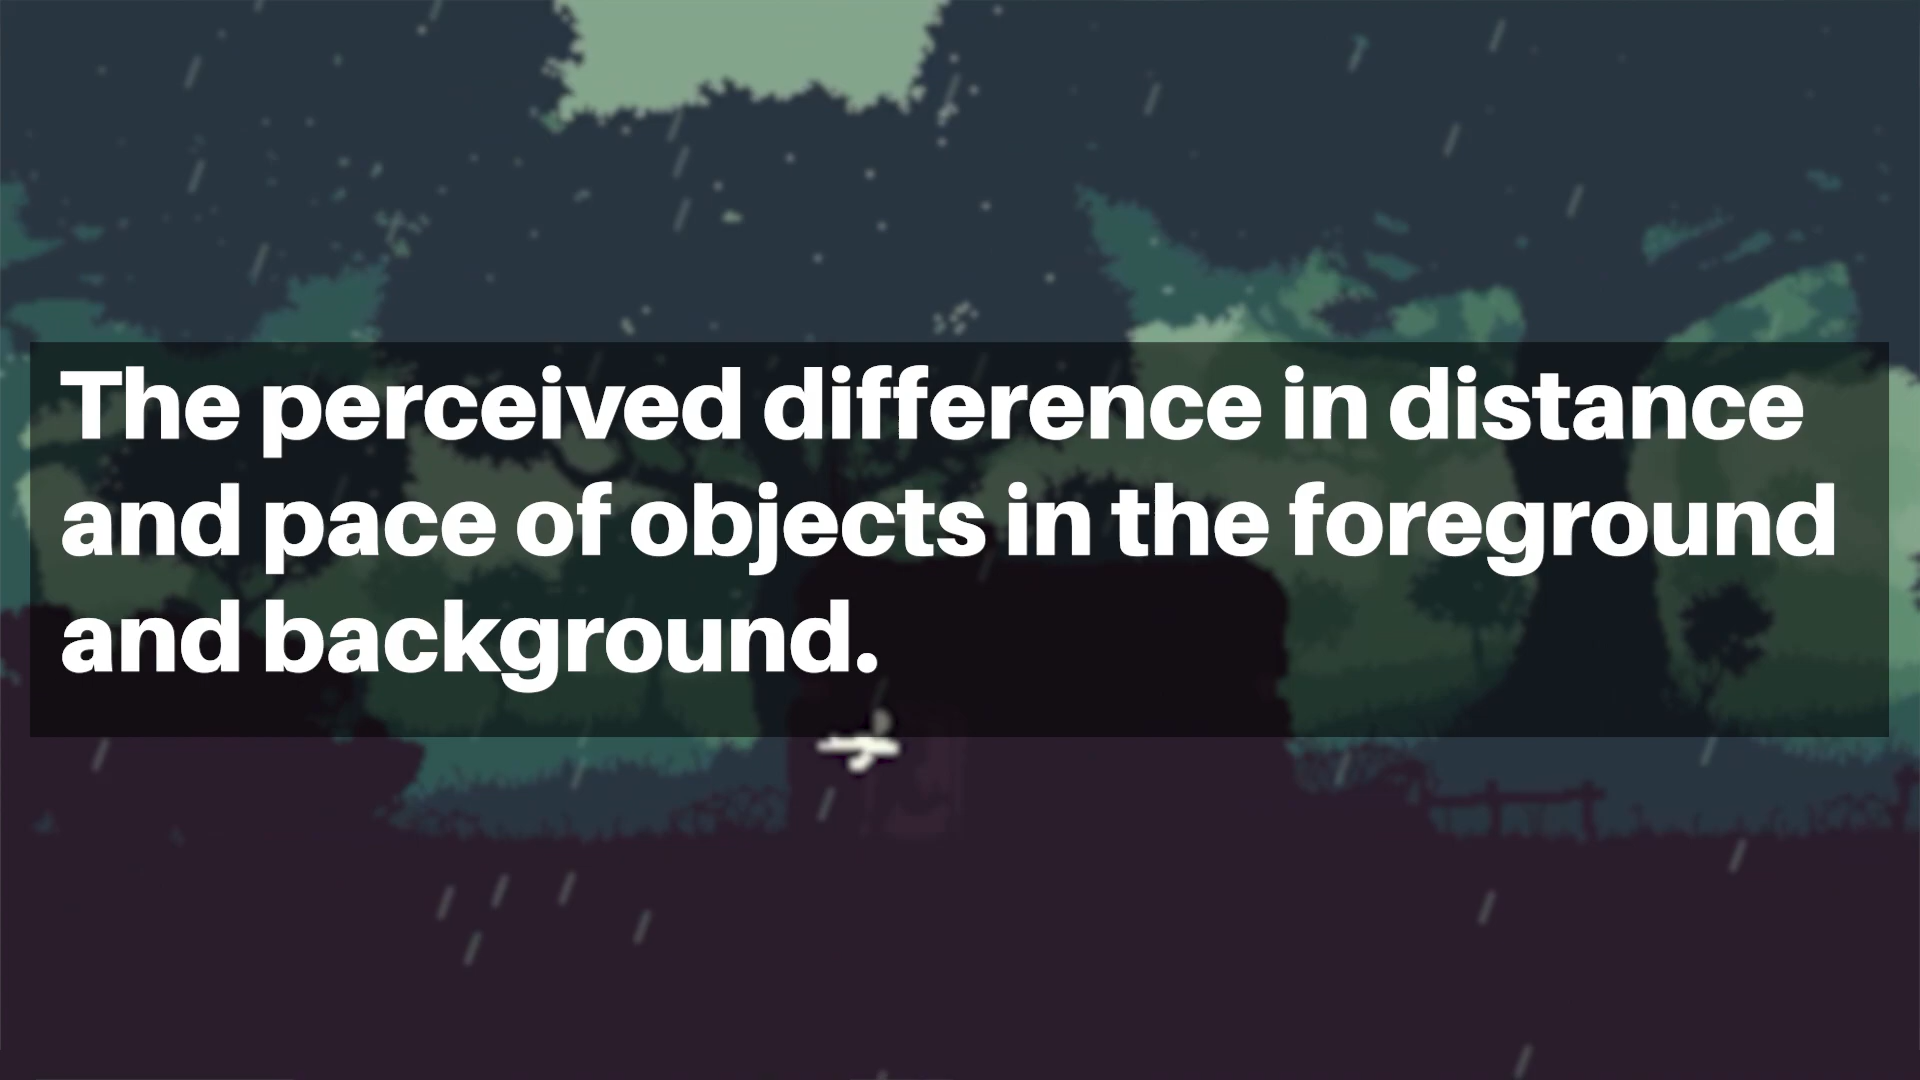 The perceived difference in distance
and pace of objects in the foreground
and background.